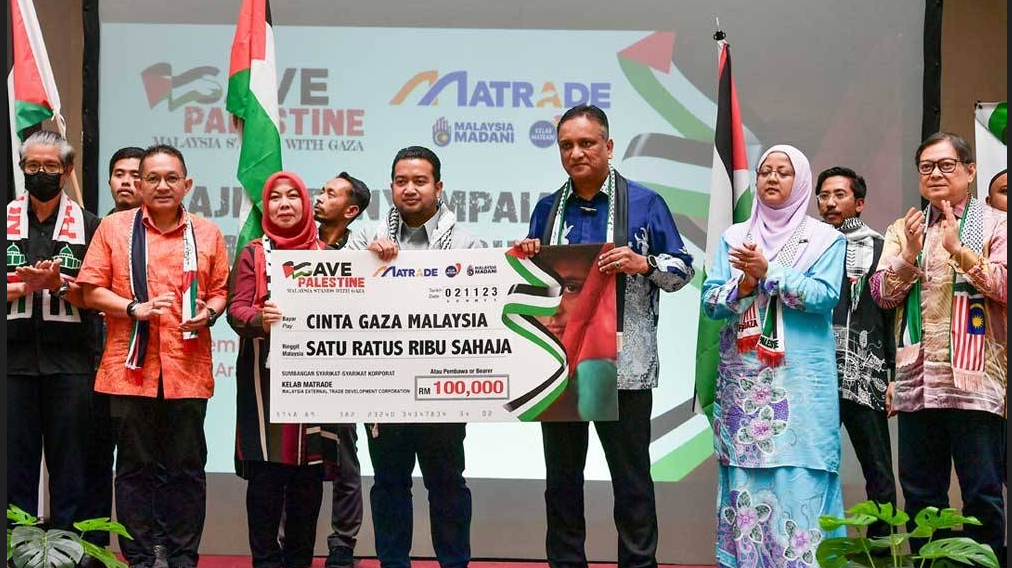 SAVE
PALESTINE
MALAYSIA STANDS WITH GAZA
MATRADE
MALAYSIA
MADANI
KELAB
MATRADE
SAVE
PALESTINE
MALAYSIA STANDS WITH GAZA
MATRADE
MALAYSIA
MADANI
Tarikh
Date
021123
Bayar
Pay
CINTA GAZA MALAYSIA
Ringgit
Malaysia
SATU RATUS RIBU SAHAJA
SUMBANGAN SYARIKAT-SYARIKAT KORPORAT
KELAB MATRADE
MALAYSIA EXTERNAL TRADE DEVELOPMENT CORPORATION
Atau Pembawa or Bearer
RM 100,000